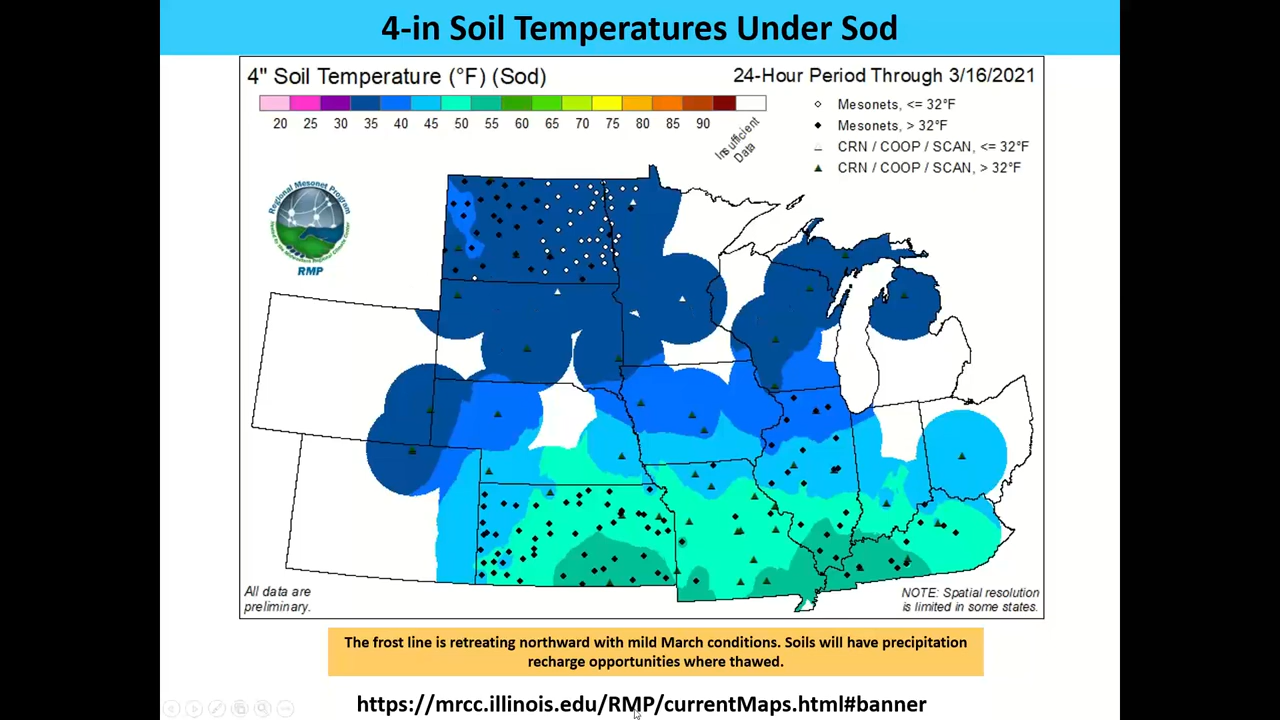 4-in Soil Temperatures Under Sod
4" Soil Temperature (°F) (Sod)
24-Hour Period Through 3/16/2021
20 25 30 35 40 45 50 55 60 65 70 75 80 85 90
Insufficient
Data
Mesonets, <= 32°F
Mesonets, > 32°F
CRN / COOP / SCAN, <= 32°F
CRN / COOP / SCAN, > 32°F
Regional Mesonet Program
RMP
All data are
preliminary.
NOTE: Spatial resolution
is limited in some states.
The frost line is retreating northward with mild March conditions. Soils will have precipitation
recharge opportunities where thawed.
https://mrcc.illinois.edu/RMP/currentMaps.html#banner